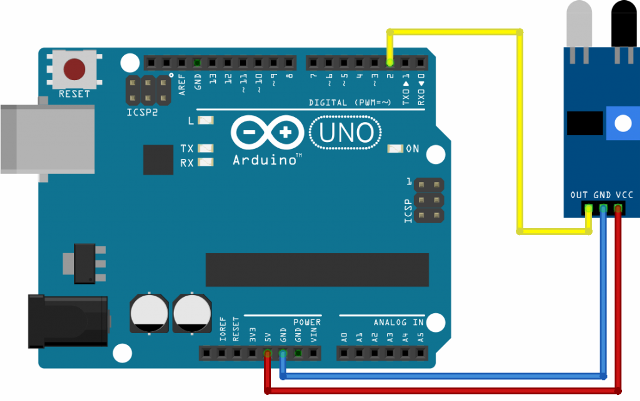 RESET
ICSP2
AREF
GND
13
12
~11
~10
~9
8
7
~6
~5
4
~3
2
TXO▶1
RXO◀0
DIGITAL (PWM=~)
L
TX
RX
UNO
Arduino™
ON
1
ICSP
OUT GND VCC
IOREF
RESET
3V3
5V
GND
GND
VIN
POWER
ANALOG IN
A0
A1
A2
A3
A4
A5